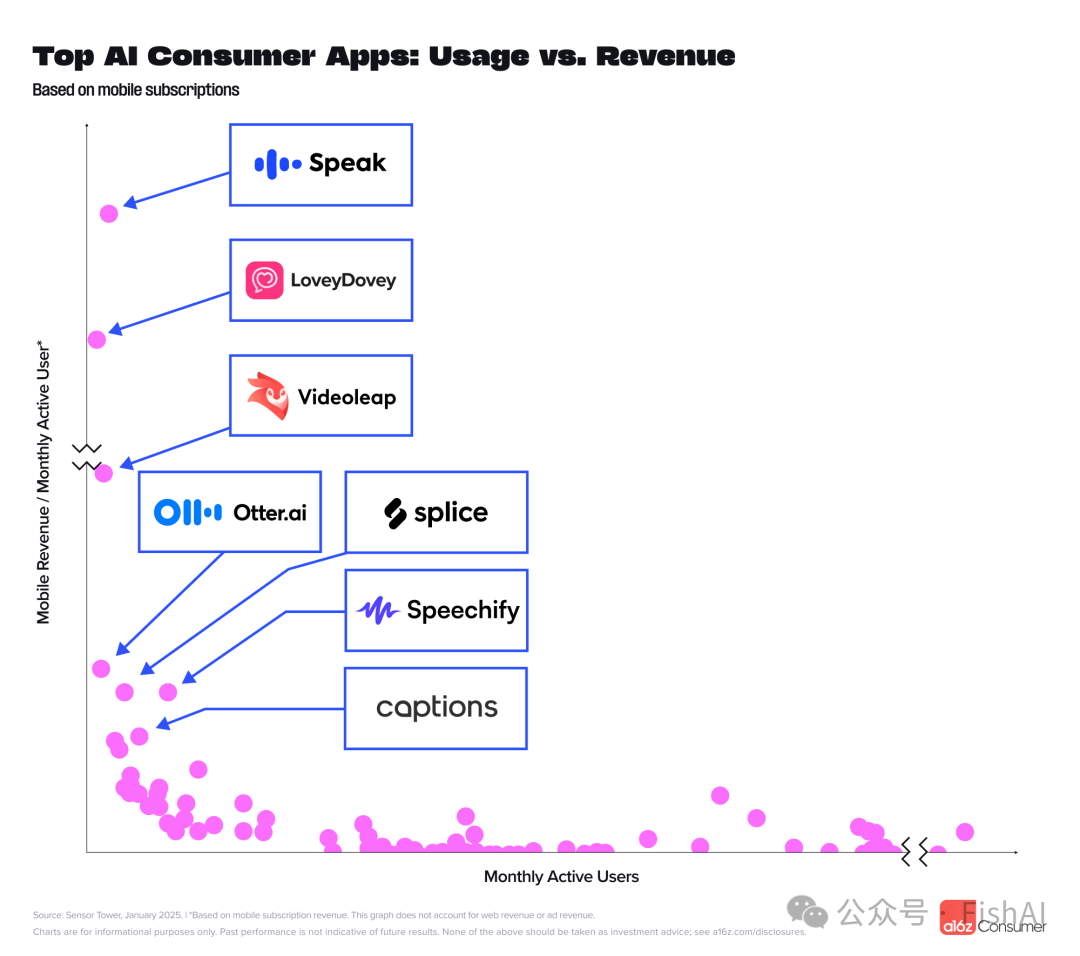 Top AI Consumer Apps: Usage vs. Revenue
Based on mobile subscriptions
Speak
LoveyDovey
Videoleap
Otter.ai
splice
Speechify
captions
Mobile Revenue / Monthly Active User*
Monthly Active Users
Source: Sensor Tower, January 2025. | *Based on mobile subscription revenue. This graph does not account for web revenue or ad revenue.
Charts are for informational purposes only. Past performance is not indicative of future results. None of the above should be taken as investment advice; see a16z.com/disclosures.
公众号 · FishAI
a16z Consumer